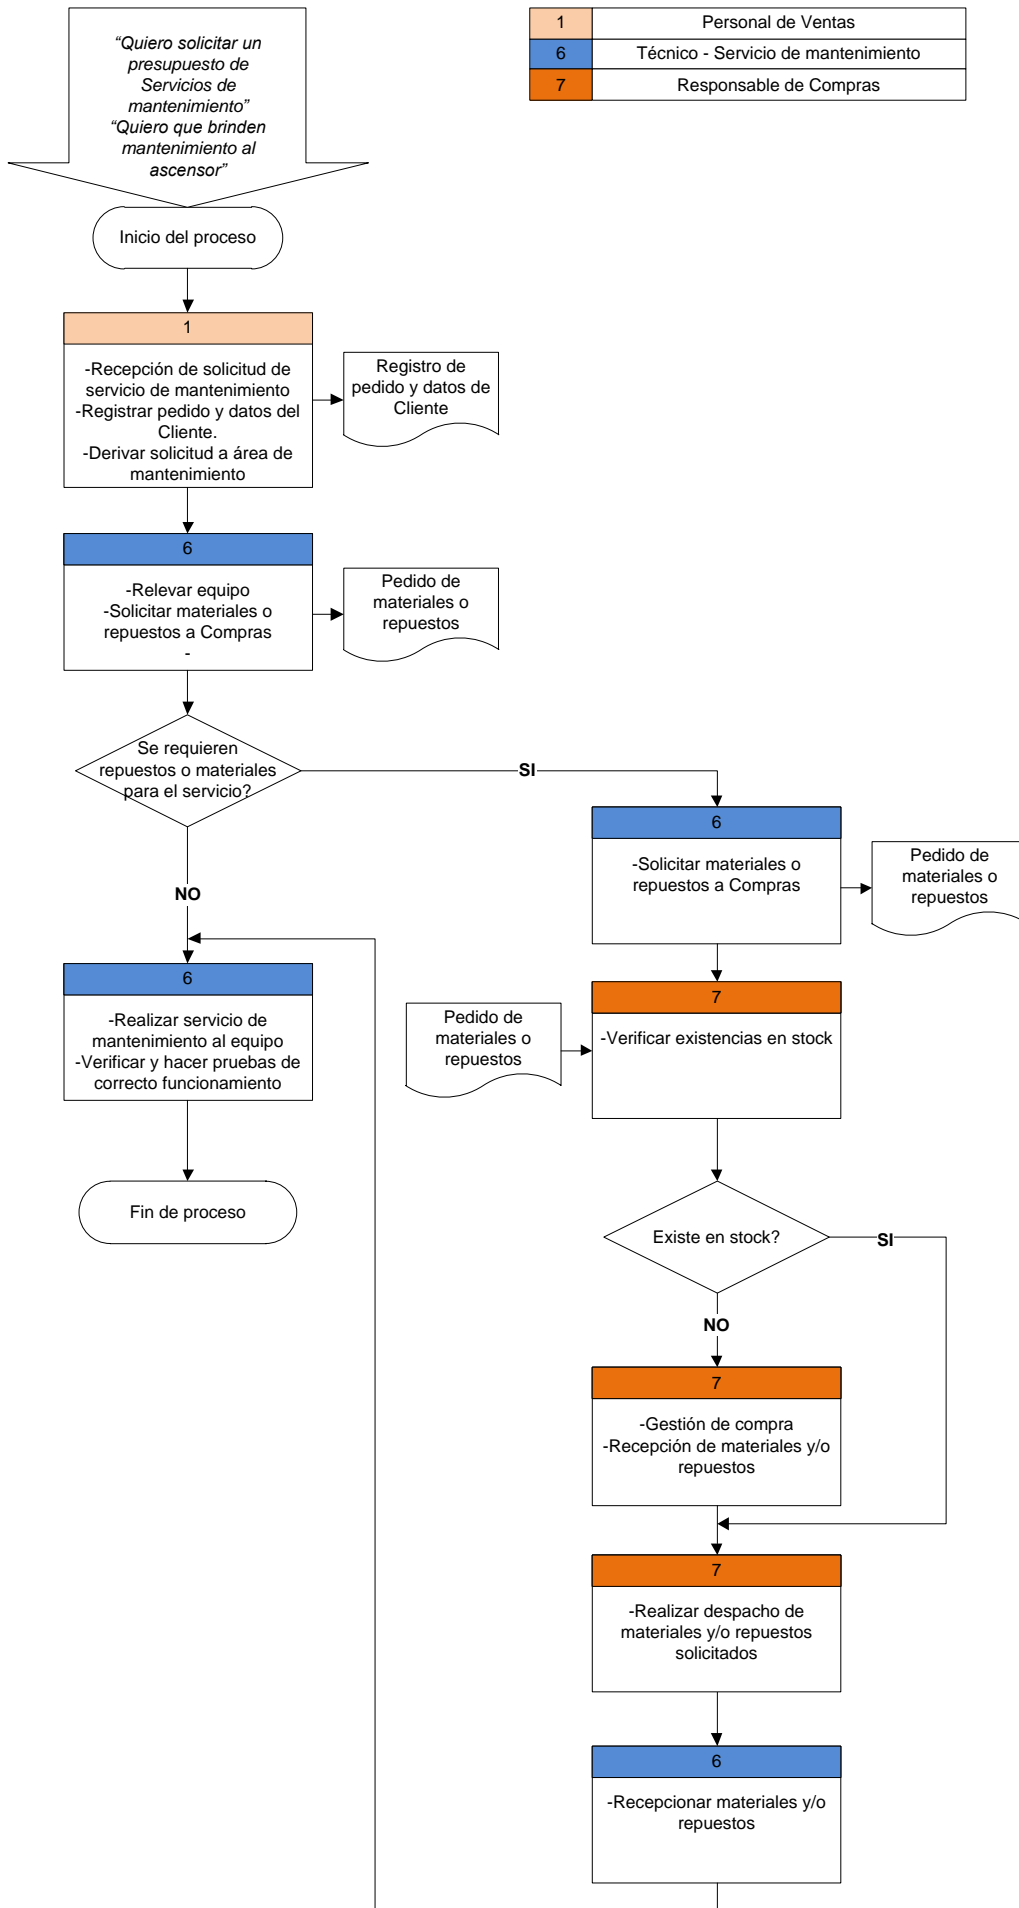 “Quiero solicitar un
presupuesto de
Servicios de
mantenimiento”
“Quiero que brinden
mantenimiento al
ascensor”
1 Personal de Ventas
6 Técnico - Servicio de mantenimiento
7 Responsable de Compras
Inicio del proceso
1
-Recepción de solicitud de
servicio de mantenimiento
-Registrar pedido y datos del
Cliente.
-Derivar solicitud a área de
mantenimiento
Registro de
pedido y datos de
Cliente
6
-Relevar equipo
-Solicitar materiales o
repuestos a Compras
-
Pedido de
materiales o
repuestos
Se requieren
repuestos o materiales
para el servicio?
SI
NO
6
-Solicitar materiales o
repuestos a Compras
Pedido de
materiales o
repuestos
6
-Realizar servicio de
mantenimiento al equipo
-Verificar y hacer pruebas de
correcto funcionamiento
Fin de proceso
Pedido de
materiales o
repuestos
7
-Verificar existencias en stock
Existe en stock?
SI
NO
7
-Gestión de compra
-Recepción de materiales y/o
repuestos
7
-Realizar despacho de
materiales y/o repuestos
solicitados
6
-Recepcionar materiales y/o
repuestos